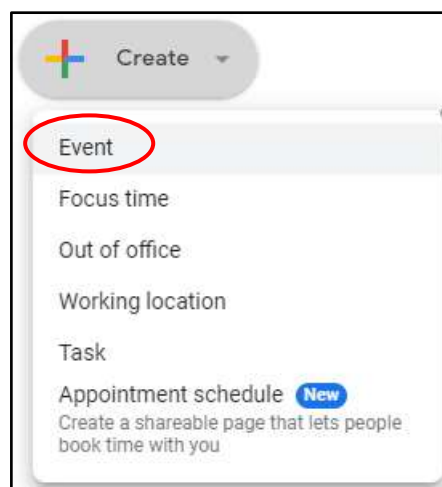 Create
Event
Focus time
Out of office
Working location
Task
Appointment schedule New
Create a shareable page that lets people
book time with you